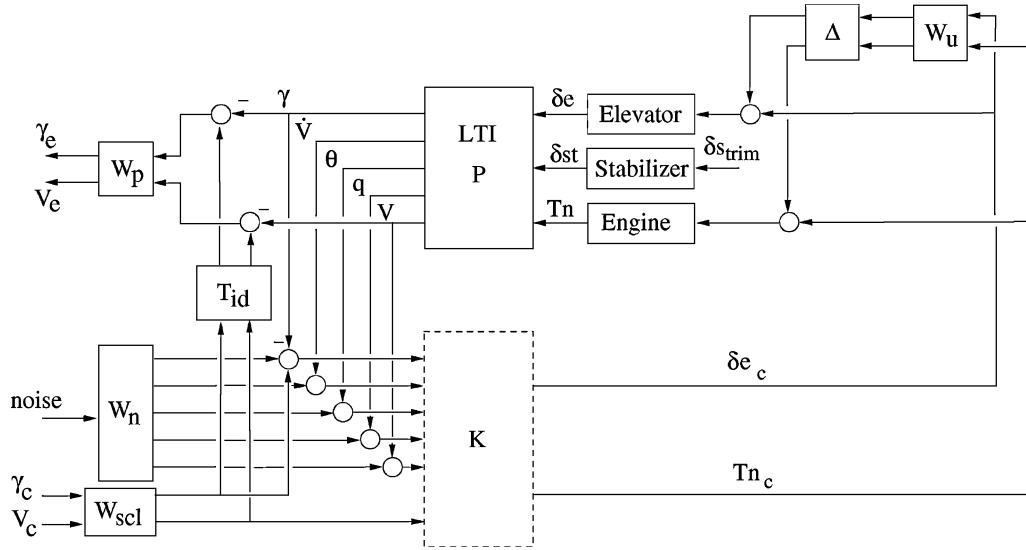 Δ
W_u
γ
δe
Elevator
V̇
LTI
P
γ_e
W_p
θ
δst
Stabilizer
δs_trim
q
V_e
V
Tn
Engine
T_id
δe_c
noise
W_n
K
γ_c
W_scl
Tn_c
V_c